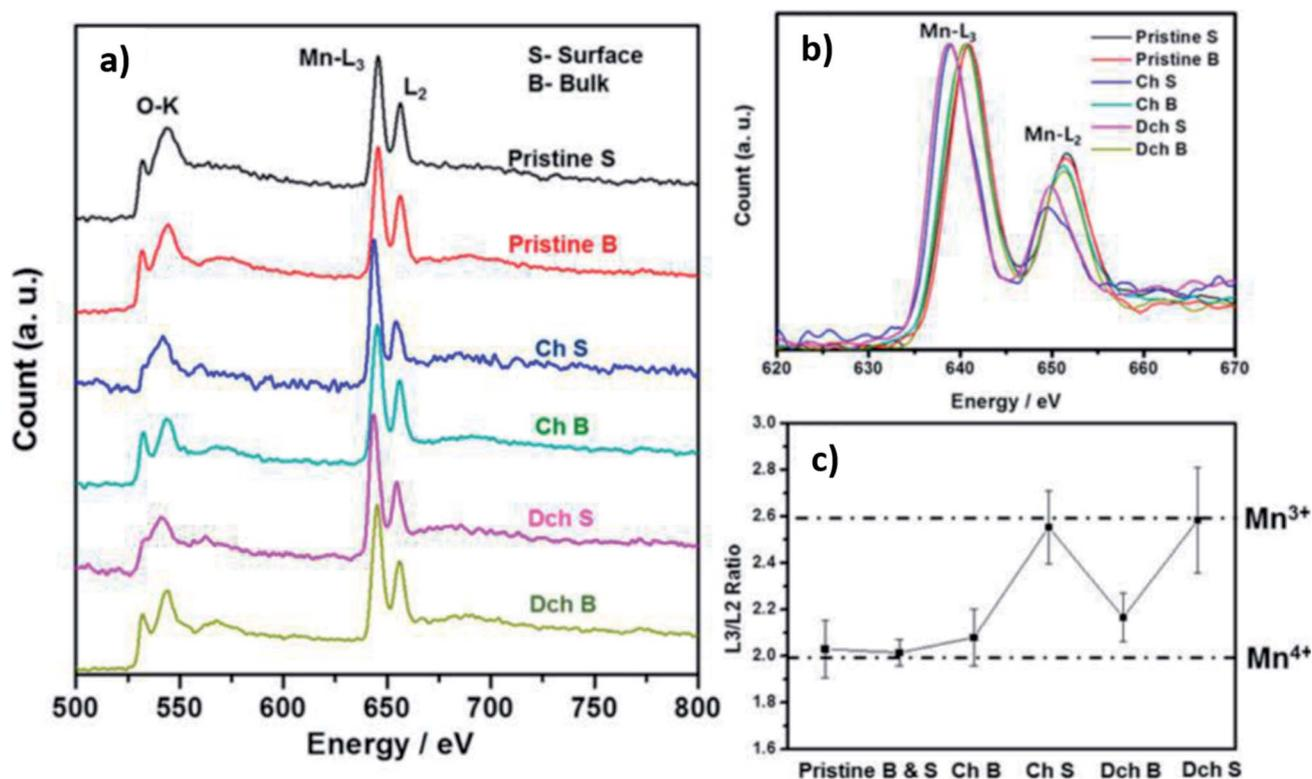 a)
S- Surface
B- Bulk
Mn-L3
L2
O-K
Pristine S
Pristine B
Ch S
Ch B
Dch S
Dch B
Count (a. u.)
500 550 600 650 700 750 800
Energy / eV
b)
Mn-L3
Mn-L2
Pristine S
Pristine B
Ch S
Ch B
Dch S
Dch B
Count (a. u.)
620 630 640 650 660 670
Energy / eV
c)
3.0
2.8
2.6
2.4
2.2
2.0
1.8
1.6
L3/L2 Ratio
Mn3+
Mn4+
Pristine B & S Ch B Ch S Dch B Dch S